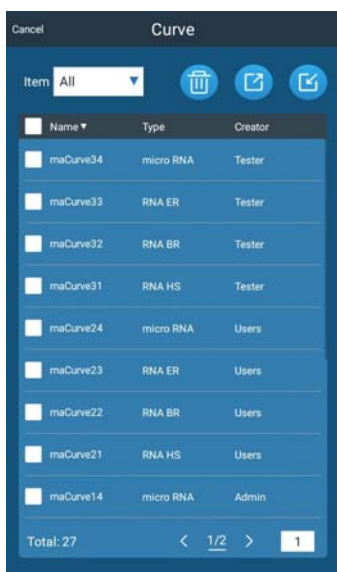 Cancel Curve
Item All
Name▼ Type Creator
maCurve34 micro RNA Tester
maCurve33 RNA ER Tester
maCurve32 RNA BR Tester
maCurve31 RNA HS Tester
maCurve24 micro RNA Users
maCurve23 RNA ER Users
maCurve22 RNA BR Users
maCurve21 RNA HS Users
maCurve14 micro RNA Admin
Total: 27 < 1/2 > 1